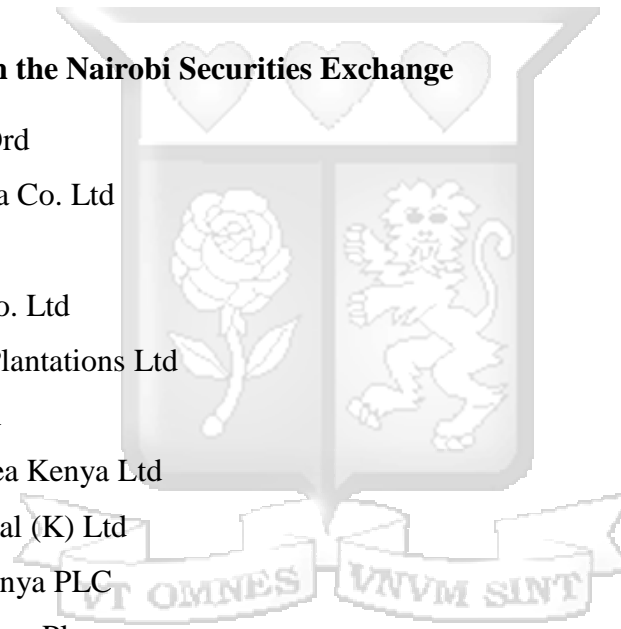 n the Nairobi Securities Exchange
Ord
a Co. Ltd
o. Ltd
Plantations Ltd
ea Kenya Ltd
al (K) Ltd
nya PLC
VT OMNES VNVM SINT